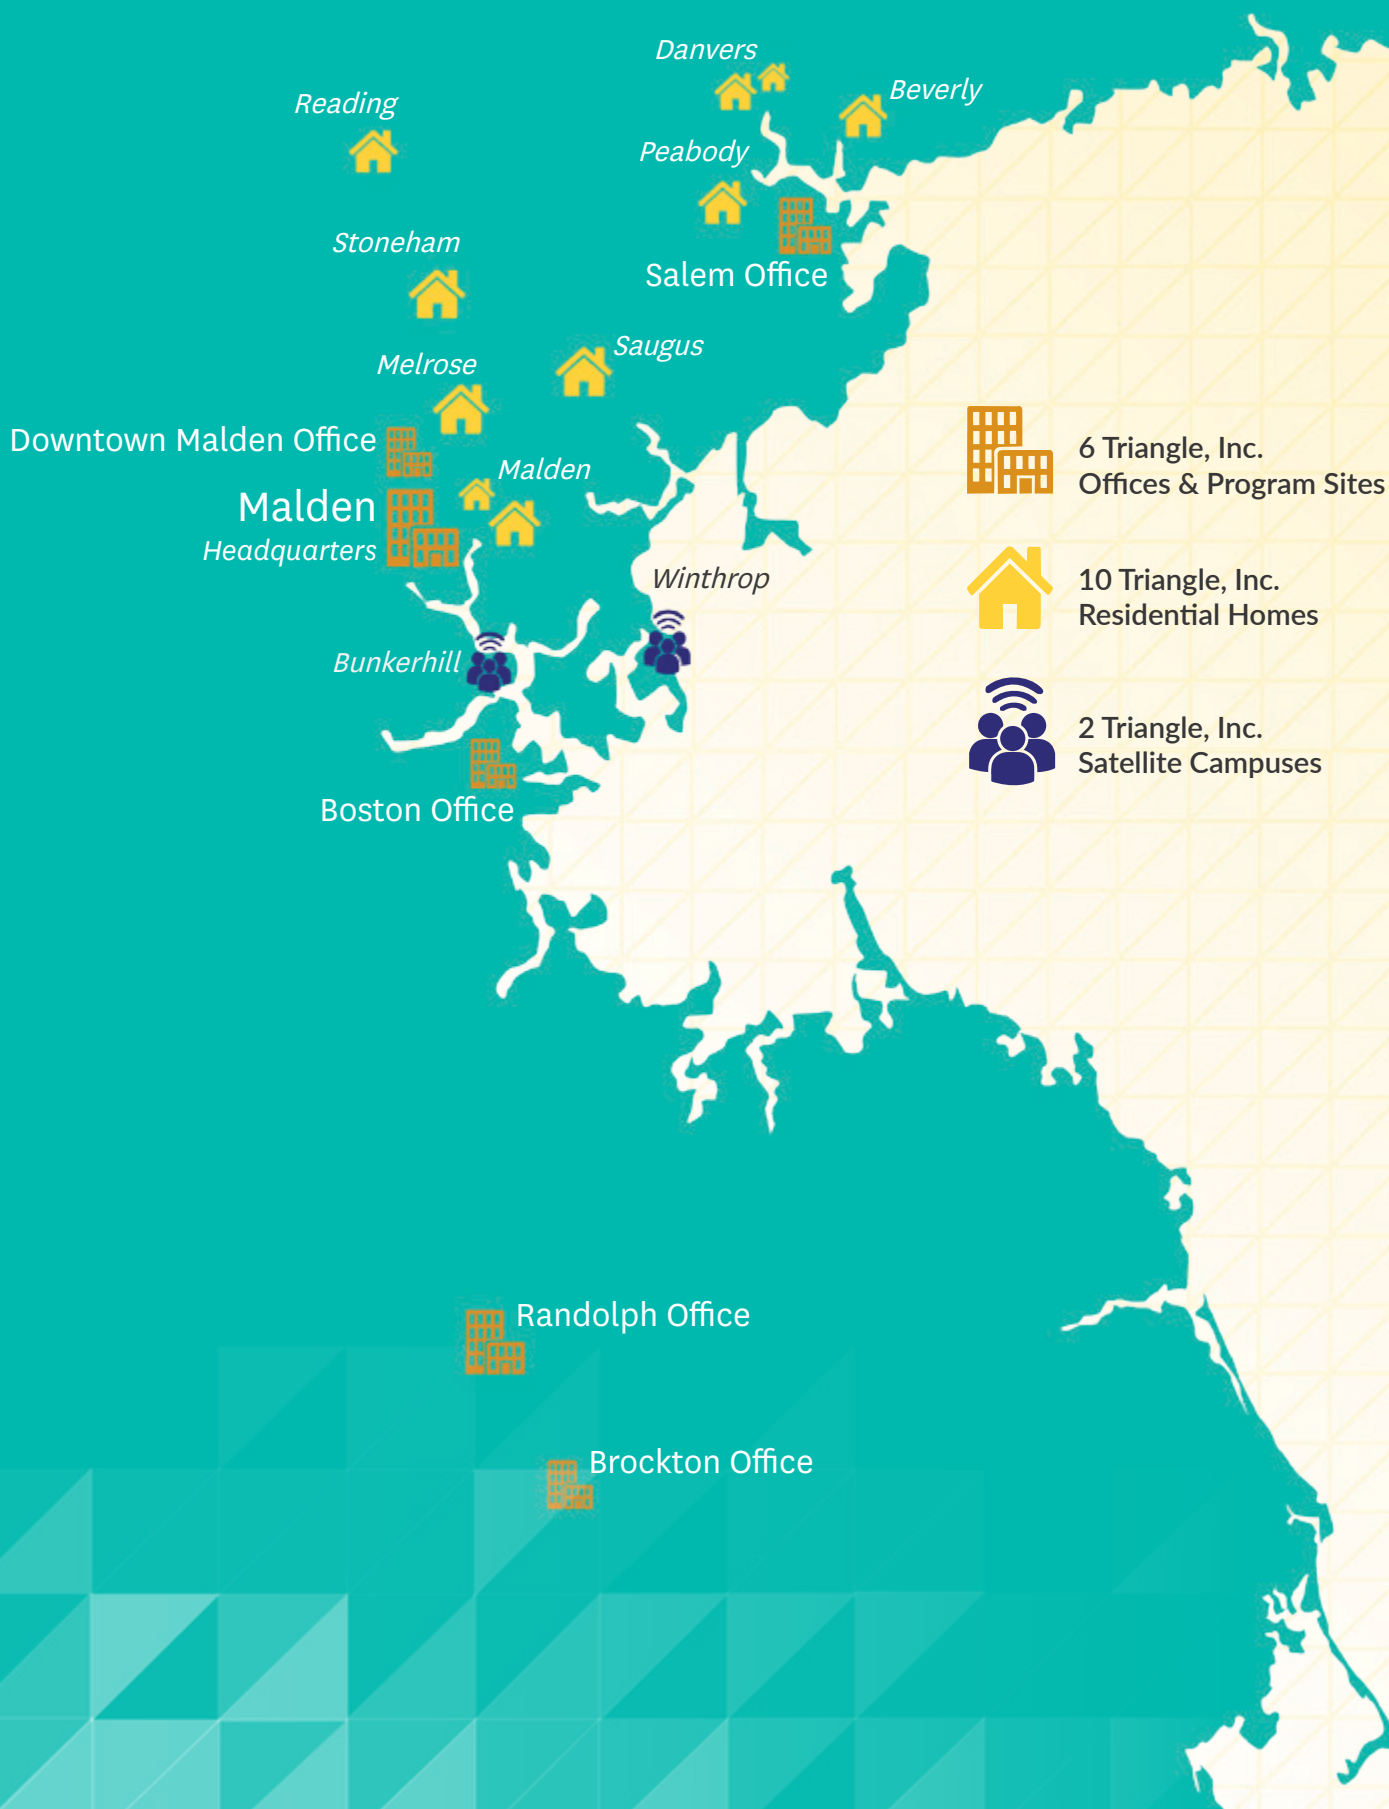 Danvers
Reading
Beverly
Peabody
Stoneham
Salem Office
Saugus
Melrose
Downtown Malden Office
Malden
Malden
Headquarters
Winthrop
Bunkerhill
Boston Office
6 Triangle, Inc.
Offices & Program Sites
10 Triangle, Inc.
Residential Homes
2 Triangle, Inc.
Satellite Campuses
Randolph Office
Brockton Office